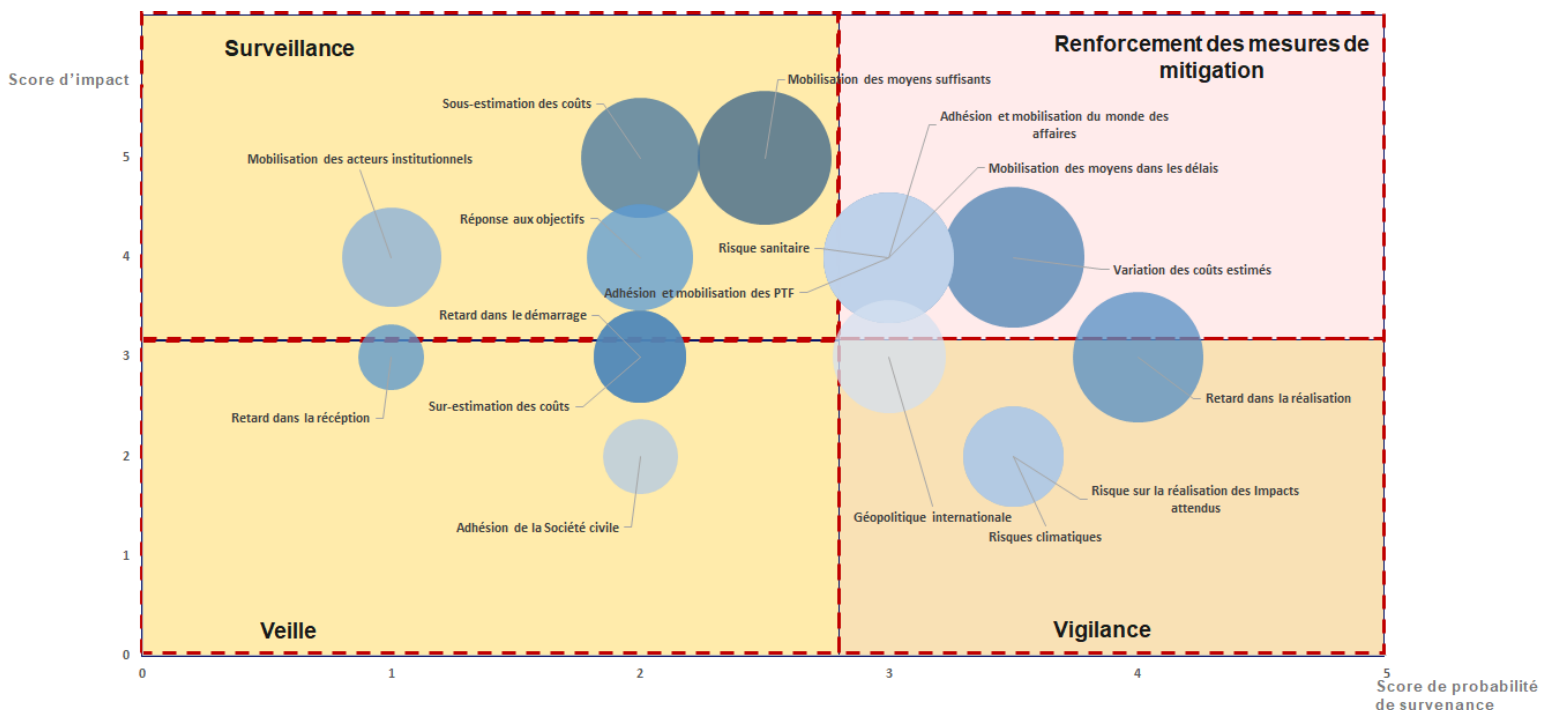 Surveillance
Renforcement des mesures de
mitigation
Score d’impact
Mobilisation des moyens suffisants
Sous-estimation des coûts
Adhésion et mobilisation du monde des
affaires
5
Mobilisation des acteurs institutionnels
Mobilisation des moyens dans les délais
Réponse aux objectifs
Risque sanitaire
4
Variation des coûts estimés
Adhésion et mobilisation des PTF
Retard dans le démarrage
3
Retard dans la réalisation
Sur-estimation des coûts
Retard dans la récéption
2
Risque sur la réalisation des Impacts
attendus
Géopolitique internationale
Adhésion de la Société civile
Risques climatiques
1
Veille
Vigilance
0
0
1
2
3
4
5
Score de probabilité
de survenance